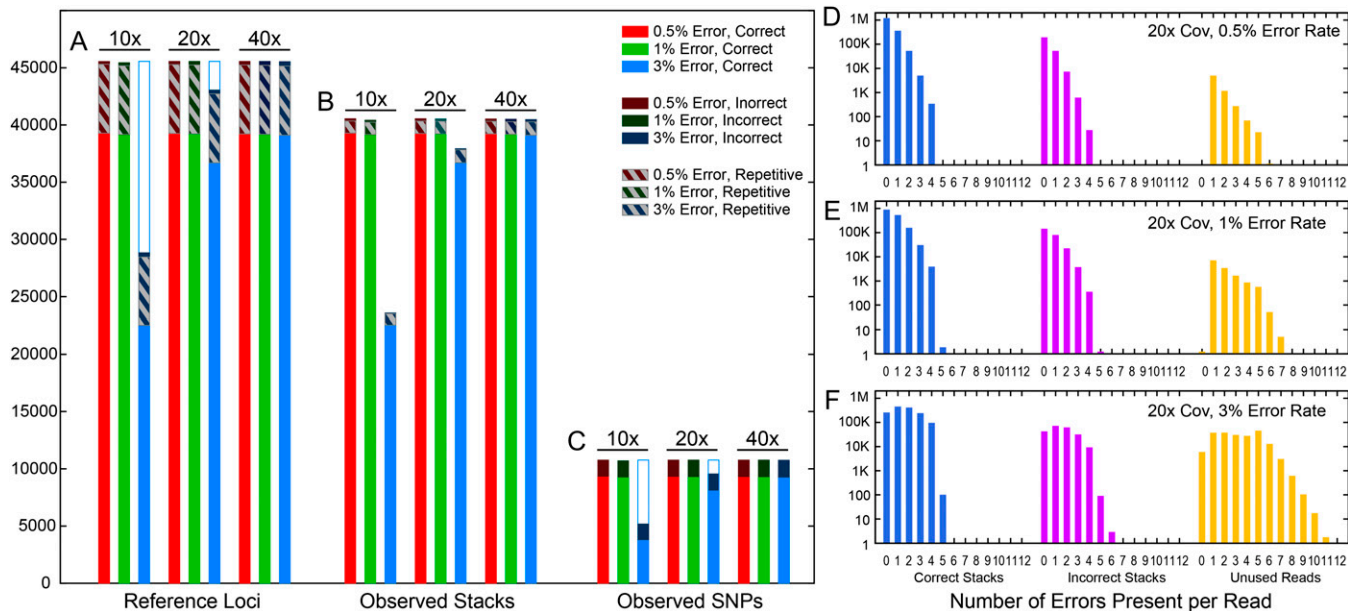 A
10x 20x 40x
45000
40000
35000
30000
25000
20000
15000
10000
5000
0
Reference Loci
B
10x 20x 40x
Observed Stacks
0.5% Error, Correct
1% Error, Correct
3% Error, Correct
0.5% Error, Inorrect
1% Error, Incorrect
3% Error, Incorrect
0.5% Error, Repetitive
1% Error, Repetitive
3% Error, Repetitive
C
10x 20x 40x
Observed SNPs
D
20x Cov, 0.5% Error Rate
1M
100K
10K
1K
100
10
1
0 1 2 3 4 5 6 7 8 9 10 11 12 0 1 2 3 4 5 6 7 8 9 10 11 12 0 1 2 3 4 5 6 7 8 9 10 11 12
E
20x Cov, 1% Error Rate
1M
100K
10K
1K
100
10
1
0 1 2 3 4 5 6 7 8 9 10 11 12 0 1 2 3 4 5 6 7 8 9 10 11 12 0 1 2 3 4 5 6 7 8 9 10 11 12
F
20x Cov, 3% Error Rate
1M
100K
10K
1K
100
10
1
0 1 2 3 4 5 6 7 8 9 10 11 12 0 1 2 3 4 5 6 7 8 9 10 11 12 0 1 2 3 4 5 6 7 8 9 10 11 12
Correct Stacks Incorrect Stacks Unused Reads
Number of Errors Present per Read